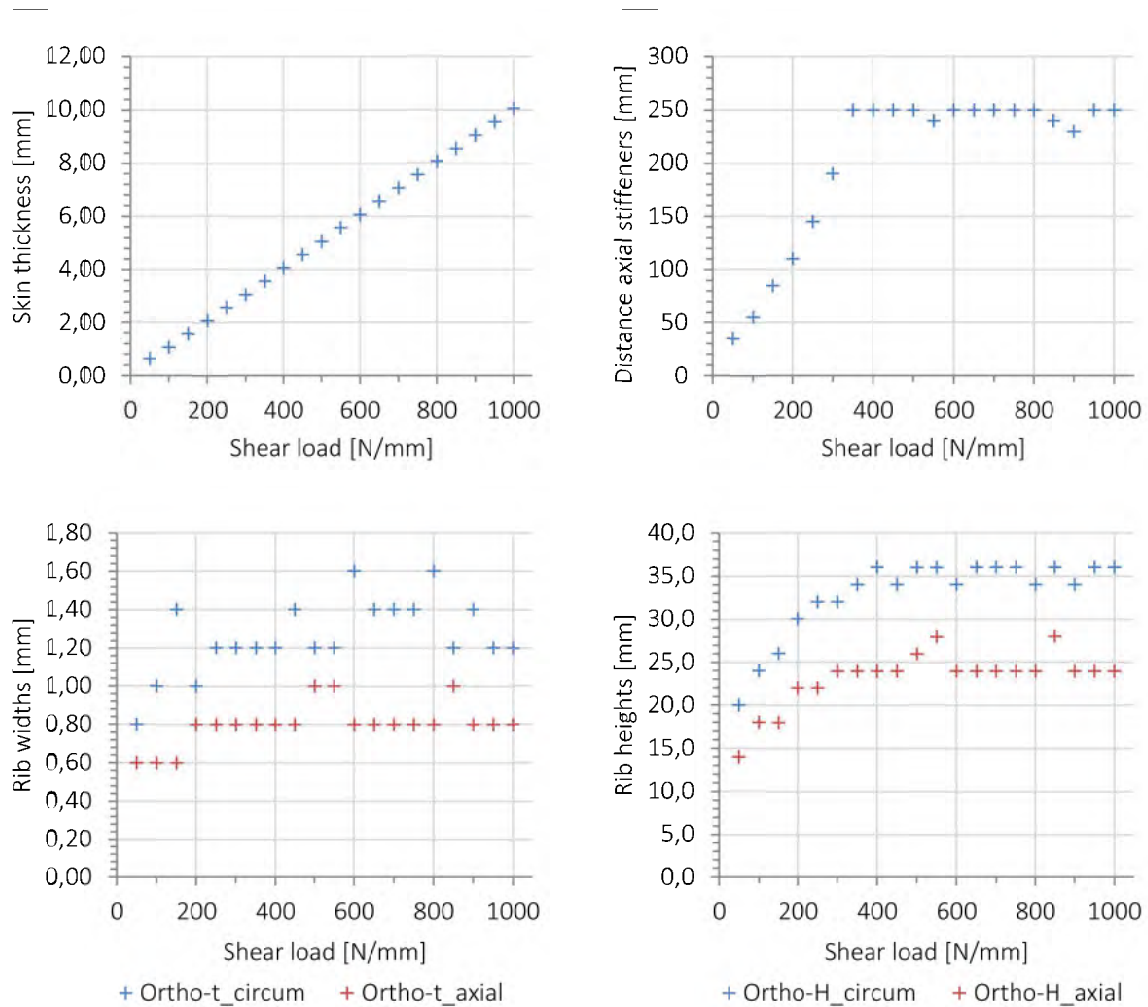 12,00
10,00
8,00
6,00
4,00
2,00
0,00
Skin thickness [mm]
0 200 400 600 800 1000
Shear load [N/mm]
300
250
200
150
100
50
0
Distance axial stiffeners [mm]
0 200 400 600 800 1000
Shear load [N/mm]
1,80
1,60
1,40
1,20
1,00
0,80
0,60
0,40
0,20
0,00
Rib widths [mm]
0 200 400 600 800 1000
Shear load [N/mm]
Ortho-t_circum Ortho-t_axial
40,0
35,0
30,0
25,0
20,0
15,0
10,0
5,0
0,0
Rib heights [mm]
0 200 400 600 800 1000
Shear load [N/mm]
Ortho-H_circum Ortho-H_axial